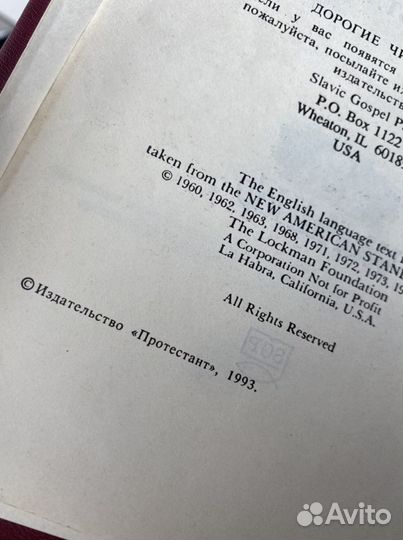 ДОРОГИЕ
у вас появятся
пожалуйста, посылайте
издательств
Slavic Gospel
P.O. Box 1122
Wheaton, IL 6018
USA
The English language text
taken from the NEW AMERICAN
© 1960, 1962, 1963, 1968, 1971, 1972, 1973,
The Lockman Foundation
A Corporation Not for Profit
La Habra, California, U.S.A.
All Rights Reserved
© Издательство «Протестант», 1993.
Avito